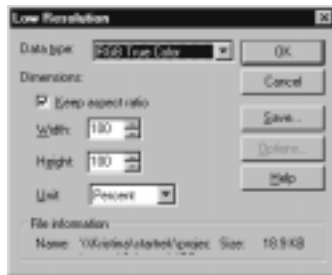 Low Resolution
Data type: RGB True Color
OK
Dimensions:
Cancel
Keep aspect ratio
Width: 100
Save...
Height: 100
Options...
Unit: Percent
Help
File information
Name: Size: 18.9 KB